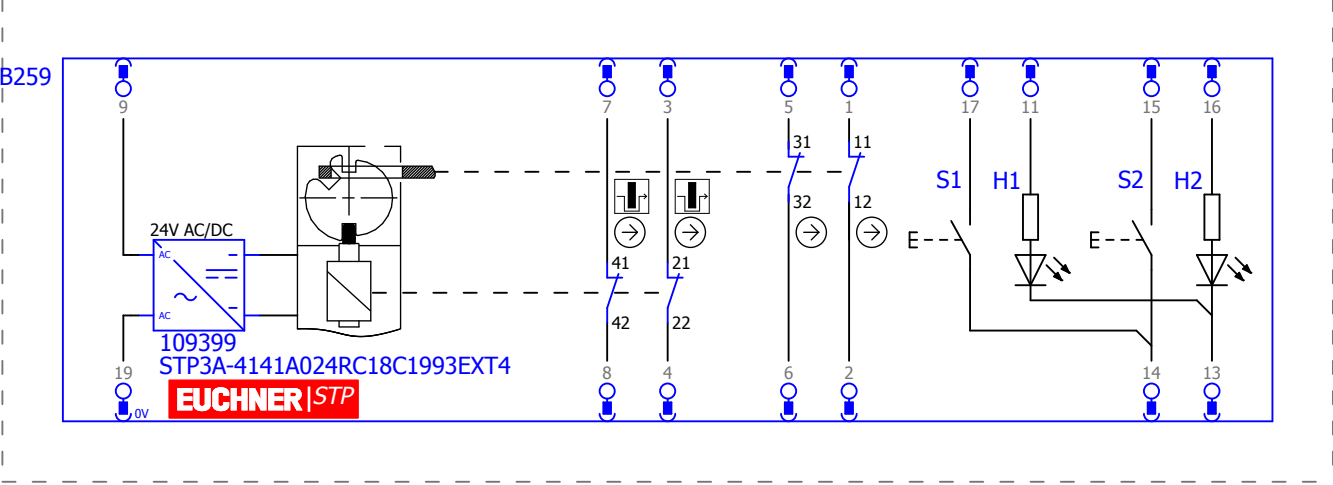 B259
9 7 3 5 1 17 11 15 16
31 11
S1 H1 S2 H2
32 12
24V AC/DC
AC
E E
41 21
AC
42 22
109399
STP3A-4141A024RC18C1993EXT4
19 8 4 6 2 14 13
EUCHNER STP
0V